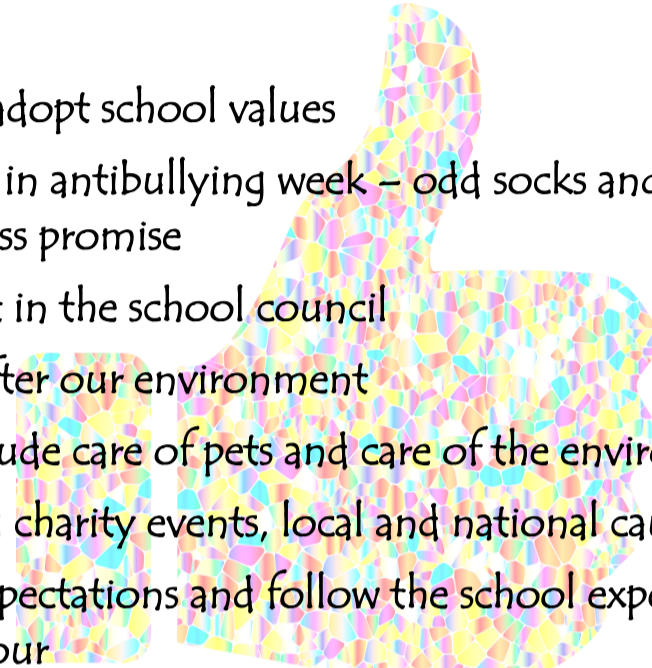 adopt school values
in antibullying week – odd socks and
ss promise
t in the school council
fter our environment
ude care of pets and care of the envir
charity events, local and national cau
pectations and follow the school expe
our